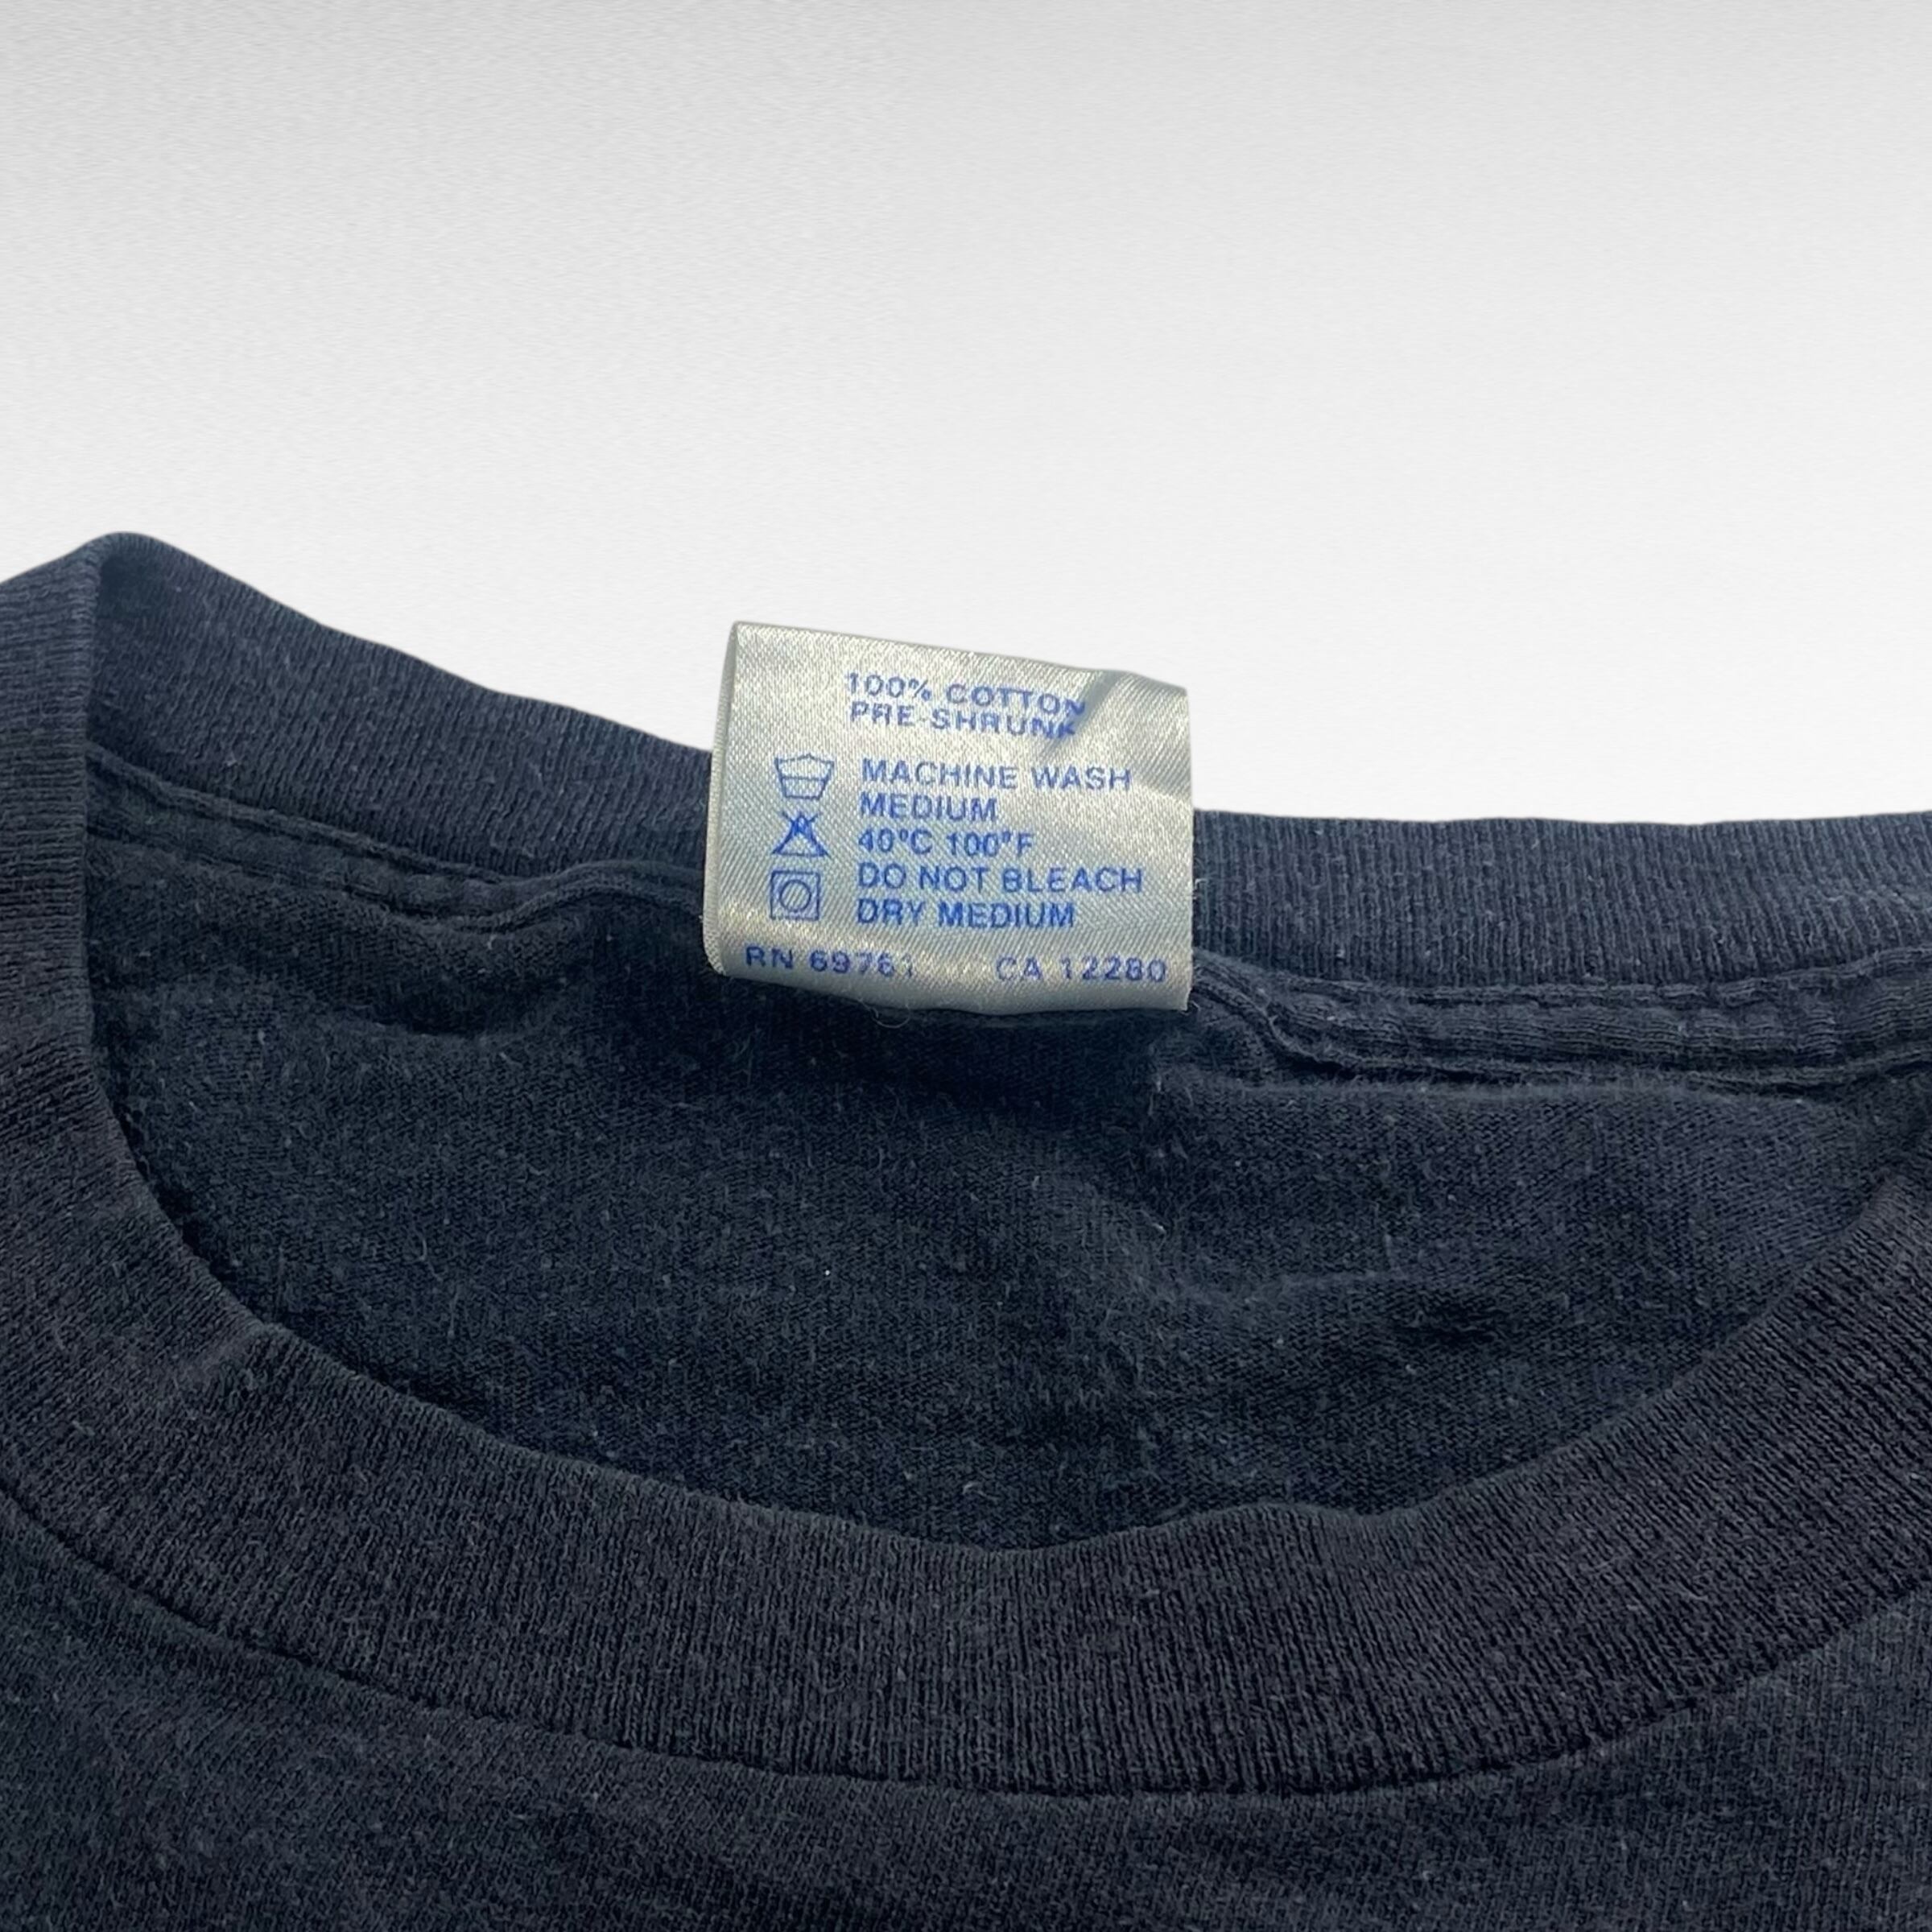 100% COTTON
PRE-SHRUNK
MACHINE WASH
MEDIUM
40°C 100°F
DO NOT BLEACH
DRY MEDIUM
RN 69761 CA 12280